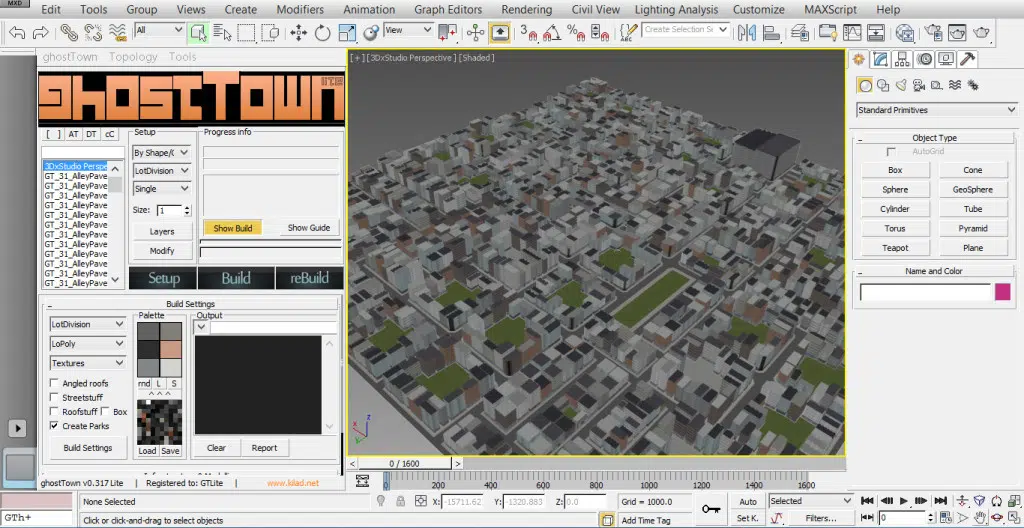 MXD
Edit Tools Group Views Create Modifiers Animation Graph Editors Rendering Civil View Lighting Analysis Customize MAXScript Help
All
View
3
Create Selection Se
ghostTown Topology Tools
GHOSTTOWN LITE
[ ] AT DT cC
3DxStudio Perspe
GT_31_AlleyPave
GT_31_AlleyPave
GT_31_AlleyPave
GT_31_AlleyPave
GT_31_AlleyPave
GT_31_AlleyPave
GT_31_AlleyPave
GT_31_AlleyPave
GT_31_AlleyPave
GT_31_AlleyPave
GT_31_AlleyPave
Setup
By Shape/(
LotDivision
Single
Size: 1
Layers
Modify
Progress info
Show Build Show Guide
Setup Build reBuild
Build Settings
LotDivision
LoPoly
Textures
Angled roofs
Streetstuff
Roofstuff Box
Create Parks
Build Settings
Palette
rnd L S
^ ^ ^
Load Save
Output
Clear Report
ghostTown v0.317 Lite | Registered to: GTLite | www.kilad.net
[+] [3DxStudio Perspective] [Shaded]
z
x
y
Standard Primitives
Object Type
AutoGrid
Box Cone
Sphere GeoSphere
Cylinder Tube
Torus Pyramid
Teapot Plane
Name and Color
< 0 / 1600 >
0 200 400 600 800 1000 1200 1400 1600
GTh+
None Selected
Click or click-and-drag to select objects
X: -15711.62 Y: -1320.883 Z: 0.0
Grid = 1000.0
Add Time Tag
Auto Selected
Set K. Filters...
0